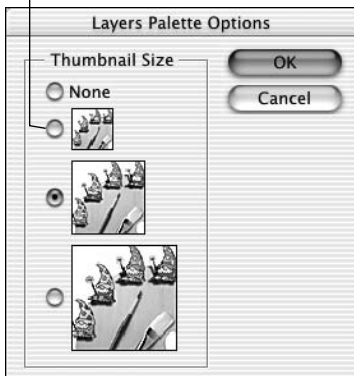 Layers Palette Options
Thumbnail Size
None
OK
Cancel